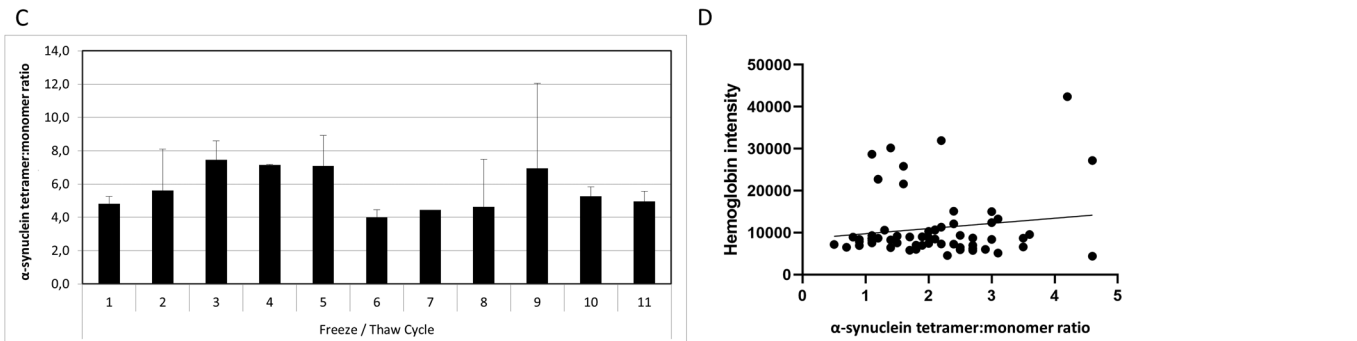 C
α-synuclein tetramer:monomer ratio
14,0
12,0
10,0
8,0
6,0
4,0
2,0
0,0
1 2 3 4 5 6 7 8 9 10 11
Freeze / Thaw Cycle
D
Hemoglobin intensity
50000
40000
30000
20000
10000
0
0 1 2 3 4 5
α-synuclein tetramer:monomer ratio